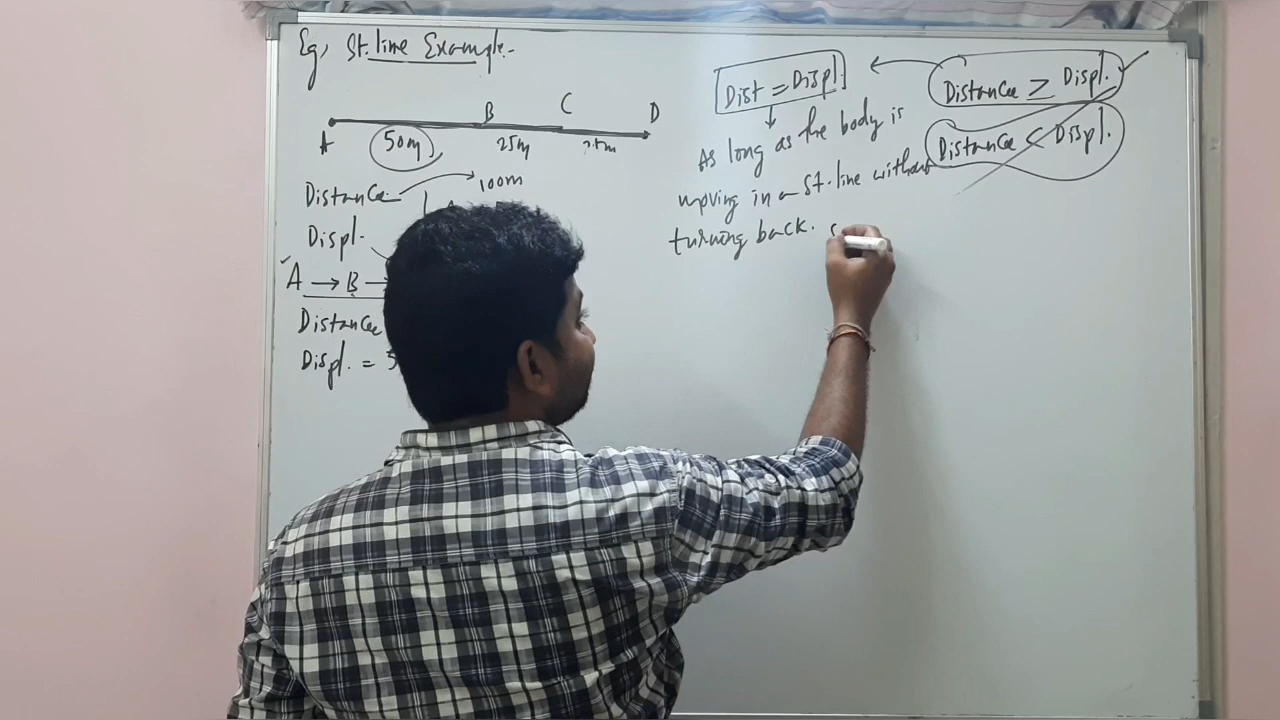 Eg, St. line Example.
A B C D
50m 25m 25m
Distance 100m
Displ.
A → B →
Distance
Displ. = 5
Dist = Displ.
As long as the body is
moving in a St. line without
turning back.
Distance ≥ Displ.
Distance < Displ.